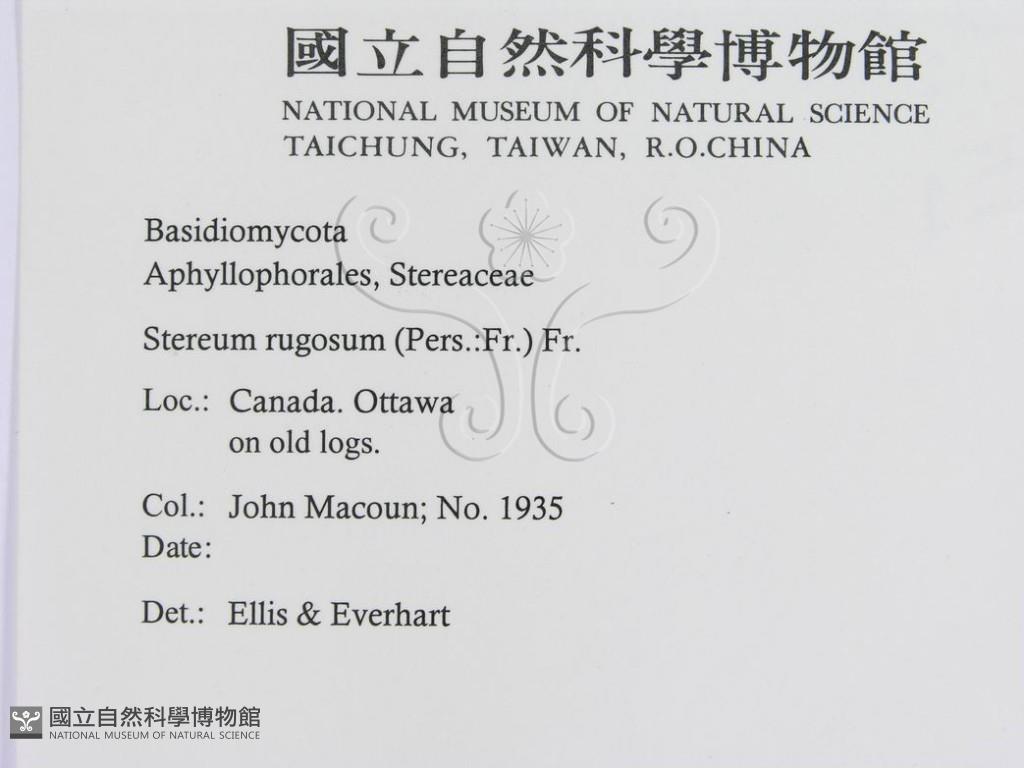 國立自然科學博物館
NATIONAL MUSEUM OF NATURAL SCIENCE
TAICHUNG, TAIWAN, R.O.CHINA
Basidiomycota
Aphyllophorales, Stereaceae
Stereum rugosum (Pers.:Fr.) Fr.
Loc.: Canada. Ottawa
on old logs.
Col.: John Macoun; No. 1935
Date:
Det.: Ellis & Everhart
國立自然科學博物館
NATIONAL MUSEUM OF NATURAL SCIENCE